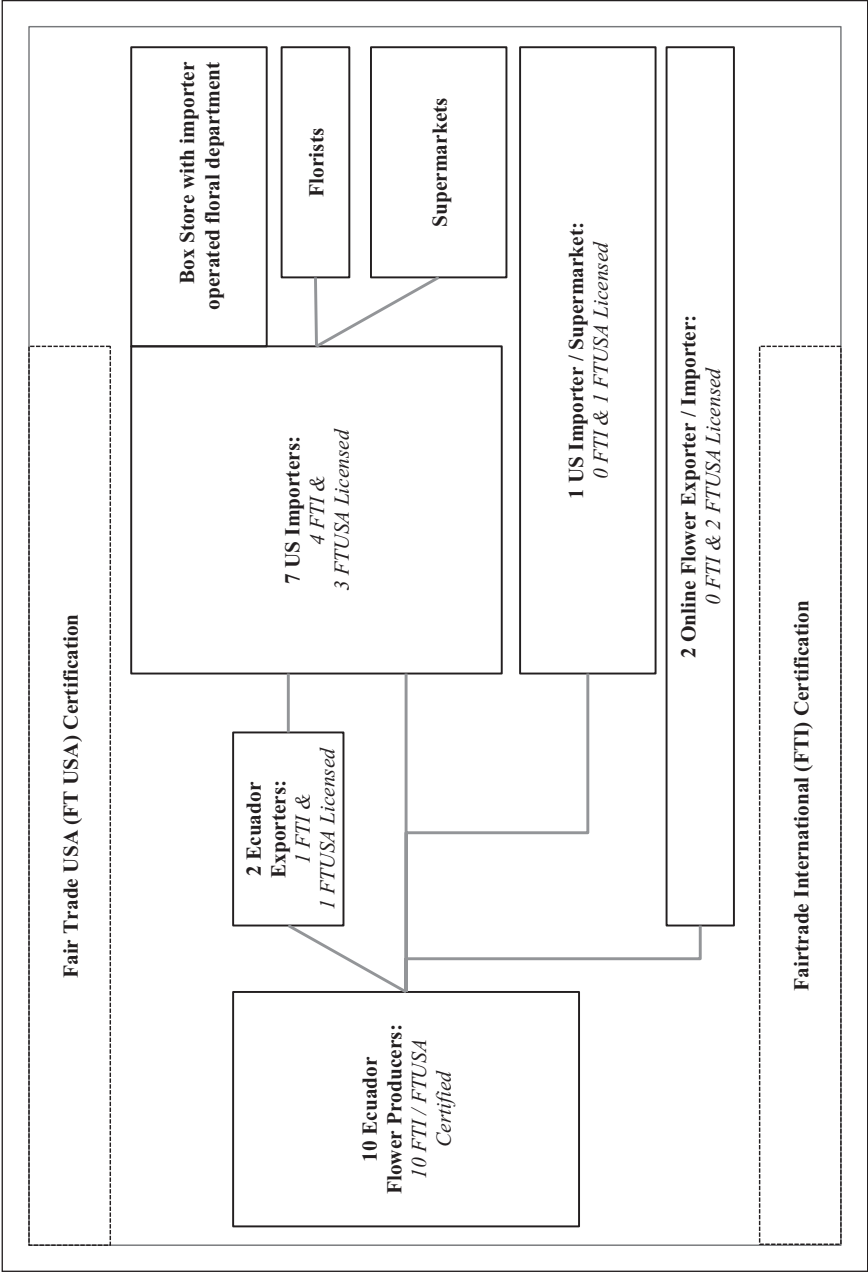 Fair Trade USA (FT USA) Certification
10 Ecuador
Flower Producers:
10 FTI / FTUSA
Certified
2 Ecuador
Exporters:
1 FTI &
1 FTUSA Licensed
7 US Importers:
4 FTI &
3 FTUSA Licensed
Box Store with importer
operated floral department
Florists
Supermarkets
1 US Importer / Supermarket:
0 FTI & 1 FTUSA Licensed
2 Online Flower Exporter / Importer:
0 FTI & 2 FTUSA Licensed
Fairtrade International (FTI) Certification